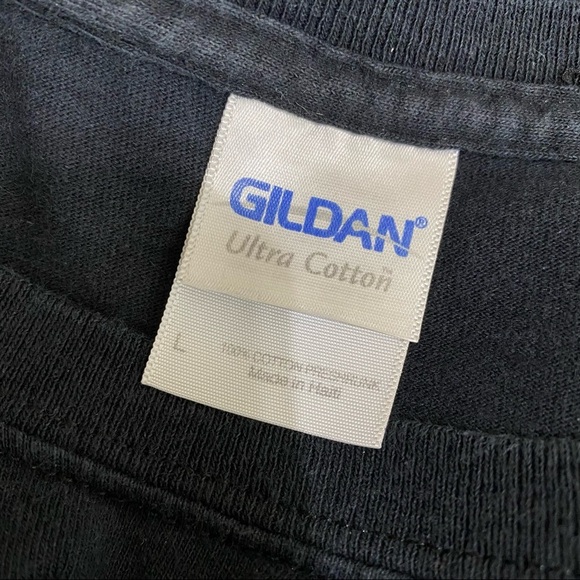 GILDAN®
Ultra Cotton™
L
100% COTTON PRESHRUNK
Made in Haiti